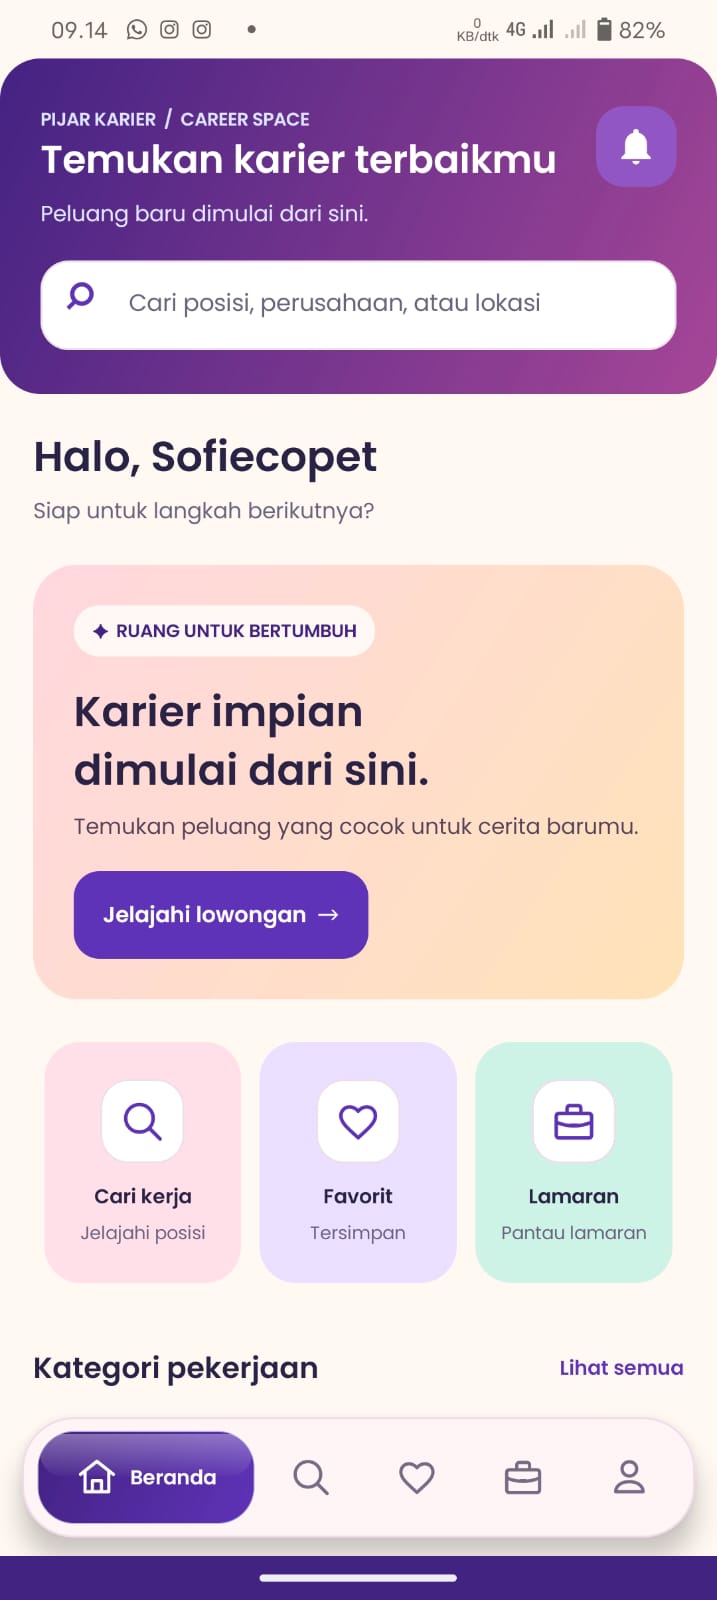 09.14
0
KB/dtk
4G
82%
PIJAR KARIER / CAREER SPACE
Temukan karier terbaikmu
Peluang baru dimulai dari sini.
Cari posisi, perusahaan, atau lokasi
Halo, Sofiecopet
Siap untuk langkah berikutnya?
RUANG UNTUK BERTUMBUH
Karier impian
dimulai dari sini.
Temukan peluang yang cocok untuk cerita barumu.
Jelajahi lowongan →
Cari kerja
Jelajahi posisi
Favorit
Tersimpan
Lamaran
Pantau lamaran
Kategori pekerjaan
Lihat semua
Beranda